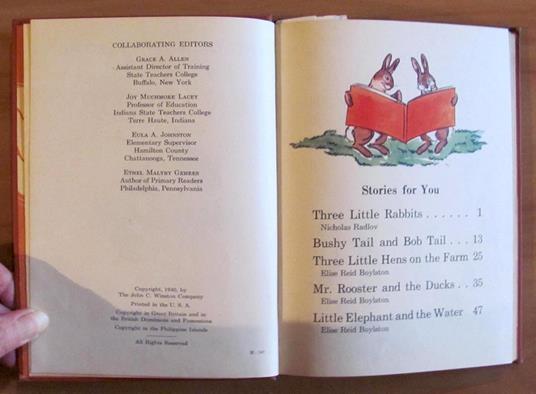 COLLABORATING EDITORS
GRACE A. ALLEN
Assistant Director of Training
State Teachers College
Buffalo, New York
JOY MUCHMORE LACEY
Professor of Education
Indiana State Teachers College
Terre Haute, Indiana
EULA A. JOHNSTON
Elementary Supervisor
Hamilton County
Chattanooga, Tennessee
ETHEL MALTBY GEHRES
Author of Primary Readers
Philadelphia, Pennsylvania
Copyright, 1940, by
The John C. Winston Company
Printed in the U. S. A.
Copyright in Great Britain and in
the British Dominions and Possessions
Copyright in the Philippine Islands
All Rights Reserved
Stories for You
Three Little Rabbits . . . . . . 1
Nicholas Radlov
Bushy Tail and Bob Tail . . . 13
Three Little Hens on the Farm 25
Elise Reid Boylston
Mr. Rooster and the Ducks . . 35
Elise Reid Boylston
Little Elephant and the Water 47
Elise Reid Boylston